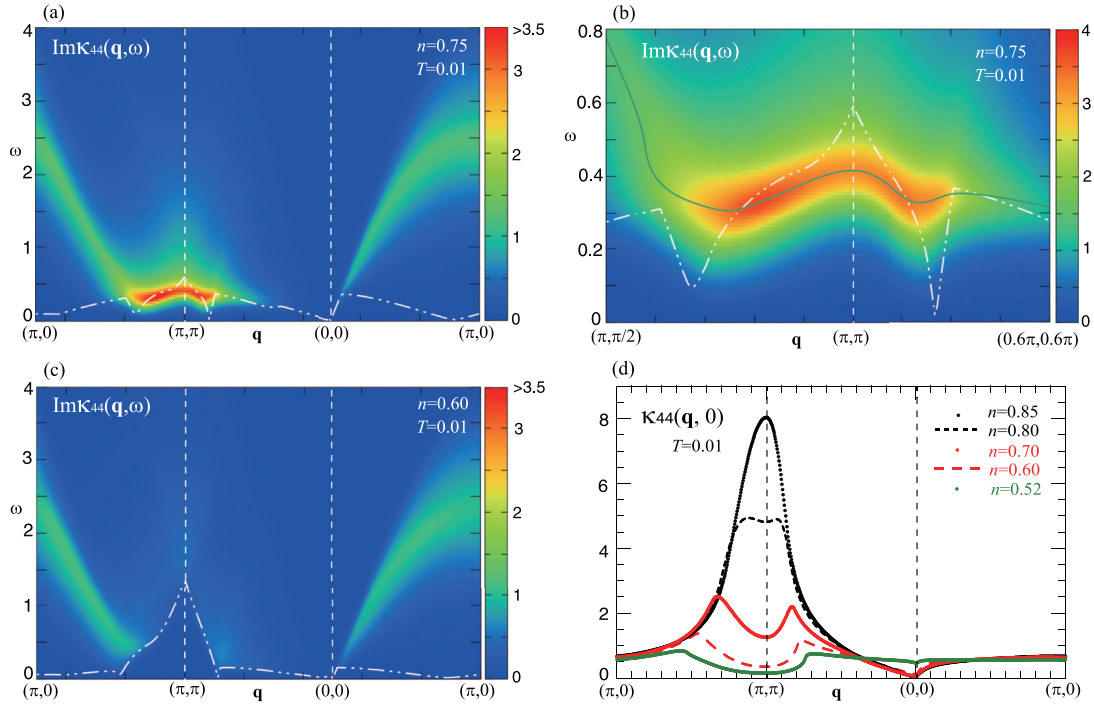 (a)
Imκ44(q,ω)
n=0.75
T=0.01
4
3
ω
2
1
0
(π,0)
(π,π)
q
(0,0)
(π,0)
>3.5
3
2
1
0
(b)
Imκ44(q,ω)
n=0.75
T=0.01
0.8
0.6
ω
0.4
0.2
0
(π,π/2)
q
(π,π)
(0.6π,0.6π)
4
3
2
1
0
(c)
Imκ44(q,ω)
n=0.60
T=0.01
4
3
ω
2
1
0
(π,0)
(π,π)
q
(0,0)
(π,0)
>3.5
3
2
1
0
(d)
κ44(q, 0)
T=0.01
n=0.85
n=0.80
n=0.70
n=0.60
n=0.52
8
6
4
2
0
(π,0)
(π,π)
q
(0,0)
(π,0)